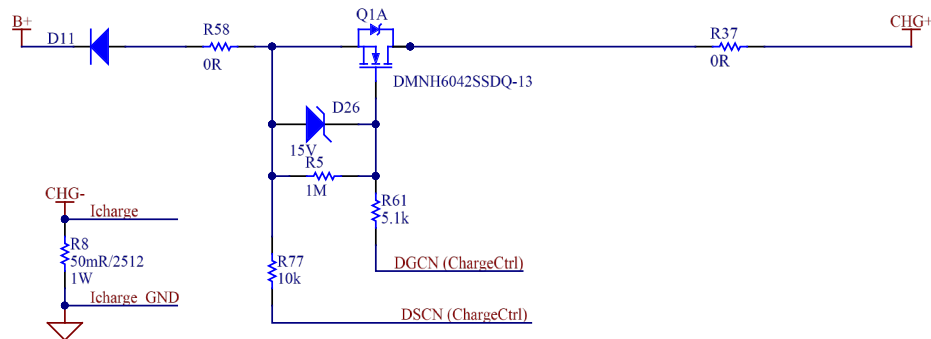 B+
D11
R58
0R
Q1A
DMNH6042SSDQ-13
R37
0R
CHG+
D26
15V
R5
1M
R61
5.1k
DGCN (ChargeCtrl)
R77
10k
DSCN (ChargeCtrl)
CHG-
Icharge
R8
50mR/2512
1W
Icharge_GND